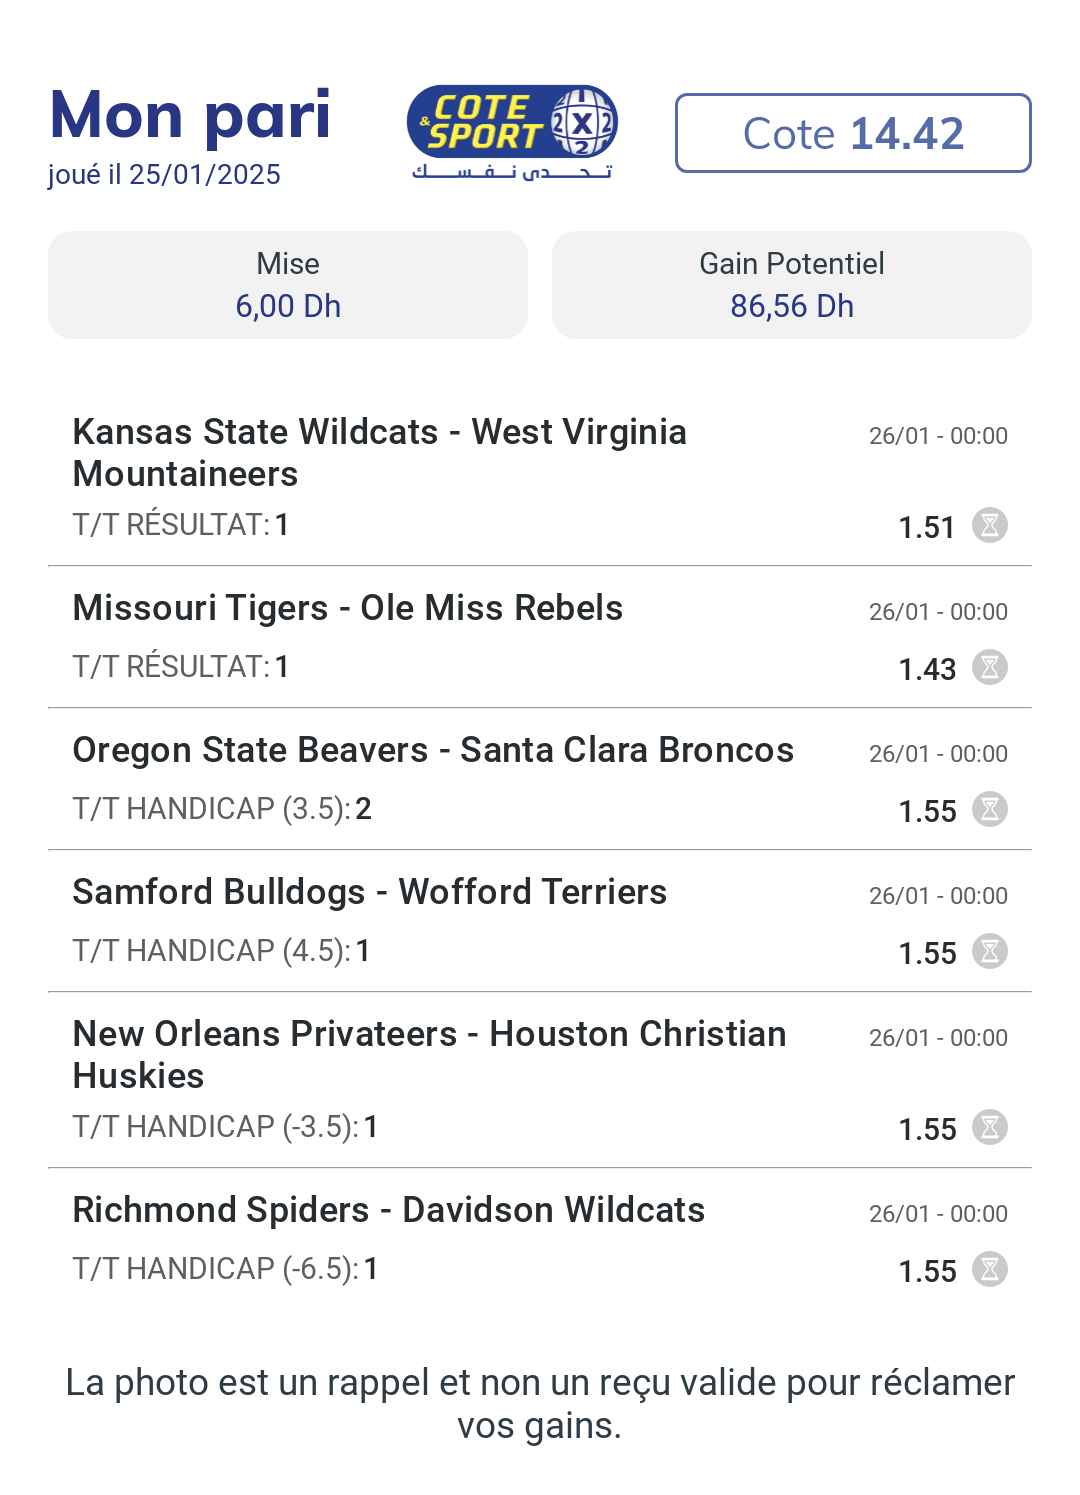 Mon pari
joué il 25/01/2025
COTE
& SPORT
1 X 2 2 2
تحدى نفسك
Cote 14.42
Mise
6,00 Dh
Gain Potentiel
86,56 Dh
Kansas State Wildcats - West Virginia
Mountaineers
26/01 - 00:00
T/T RÉSULTAT: 1
1.51
Missouri Tigers - Ole Miss Rebels
26/01 - 00:00
T/T RÉSULTAT: 1
1.43
Oregon State Beavers - Santa Clara Broncos
26/01 - 00:00
T/T HANDICAP (3.5): 2
1.55
Samford Bulldogs - Wofford Terriers
26/01 - 00:00
T/T HANDICAP (4.5): 1
1.55
New Orleans Privateers - Houston Christian
Huskies
26/01 - 00:00
T/T HANDICAP (-3.5): 1
1.55
Richmond Spiders - Davidson Wildcats
26/01 - 00:00
T/T HANDICAP (-6.5): 1
1.55
La photo est un rappel et non un reçu valide pour réclamer
vos gains.